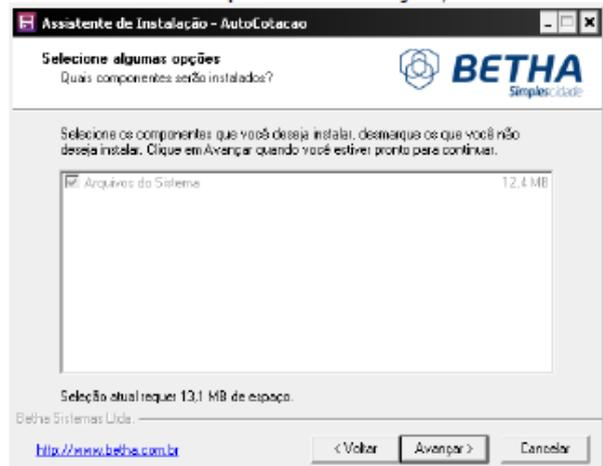 Assistente de Instalação - AutoCotacao
Selecione algumas opções
Quais componentes serão instalados?
BETHA
Simplescidade
Selecione os componentes que você deseja instalar, desmarque os que você não
deseja instalar. Clique em Avançar quando você estiver pronto para continuar.
Arquivos do Sistema 12,4 MB
Seleção atual requer 13,1 MB de espaço.
Betha Sistemas Ltda.
http://www.betha.com.br
< Voltar Avançar > Cancelar